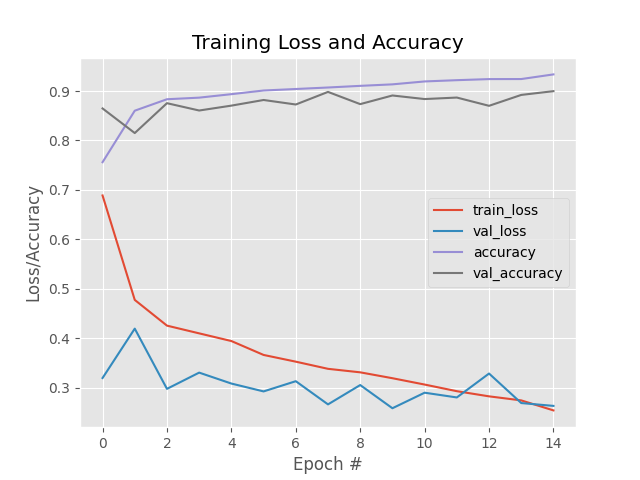 Training Loss and Accuracy
Loss/Accuracy
0.9
0.8
0.7
0.6
0.5
0.4
0.3
train_loss
val_loss
accuracy
val_accuracy
0 2 4 6 8 10 12 14
Epoch #